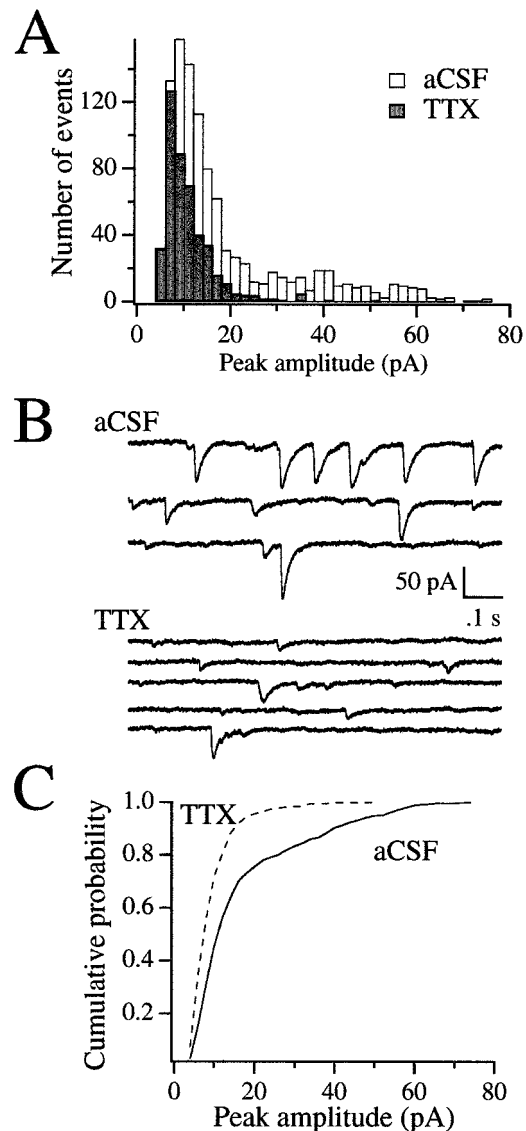 A
Number of events
120
80
40
0
aCSF
TTX
0 20 40 60 80
Peak amplitude (pA)
B
aCSF
50 pA
.1 s
TTX
C
Cumulative probability
1.0
0.8
0.6
0.4
0.2
TTX
aCSF
0 20 40 60 80
Peak amplitude (pA)